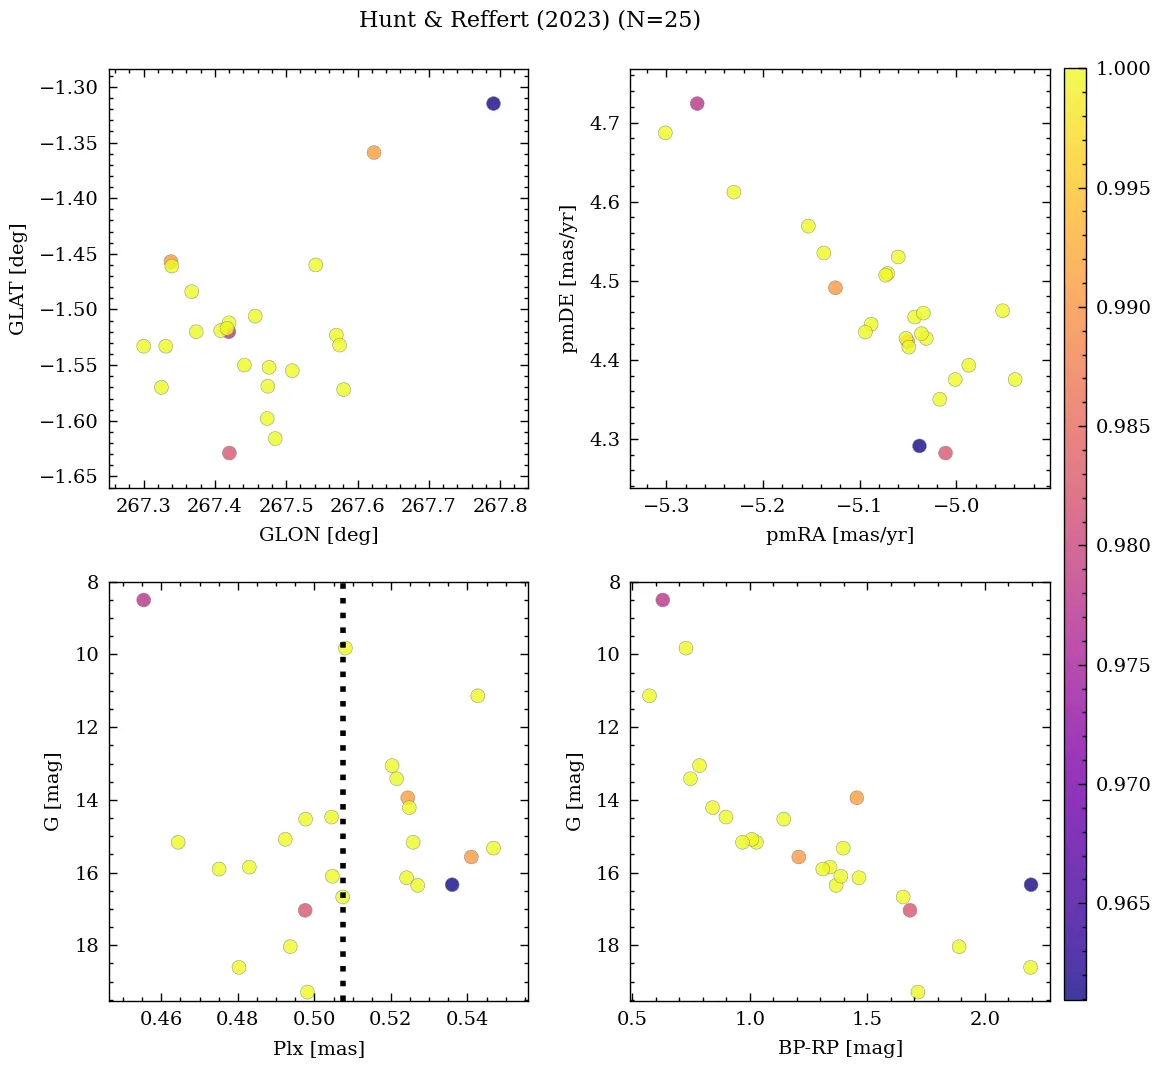 Hunt & Reffert (2023) (N=25)
−1.30
−1.35
−1.40
−1.45
−1.50
−1.55
−1.60
−1.65
GLAT [deg]
267.3 267.4 267.5 267.6 267.7 267.8
GLON [deg]
4.7
4.6
4.5
4.4
4.3
pmDE [mas/yr]
−5.3 −5.2 −5.1 −5.0
pmRA [mas/yr]
8
10
12
14
16
18
G [mag]
0.46 0.48 0.50 0.52 0.54
Plx [mas]
8
10
12
14
16
18
G [mag]
0.5 1.0 1.5 2.0
BP-RP [mag]
1.000
0.995
0.990
0.985
0.980
0.975
0.970
0.965